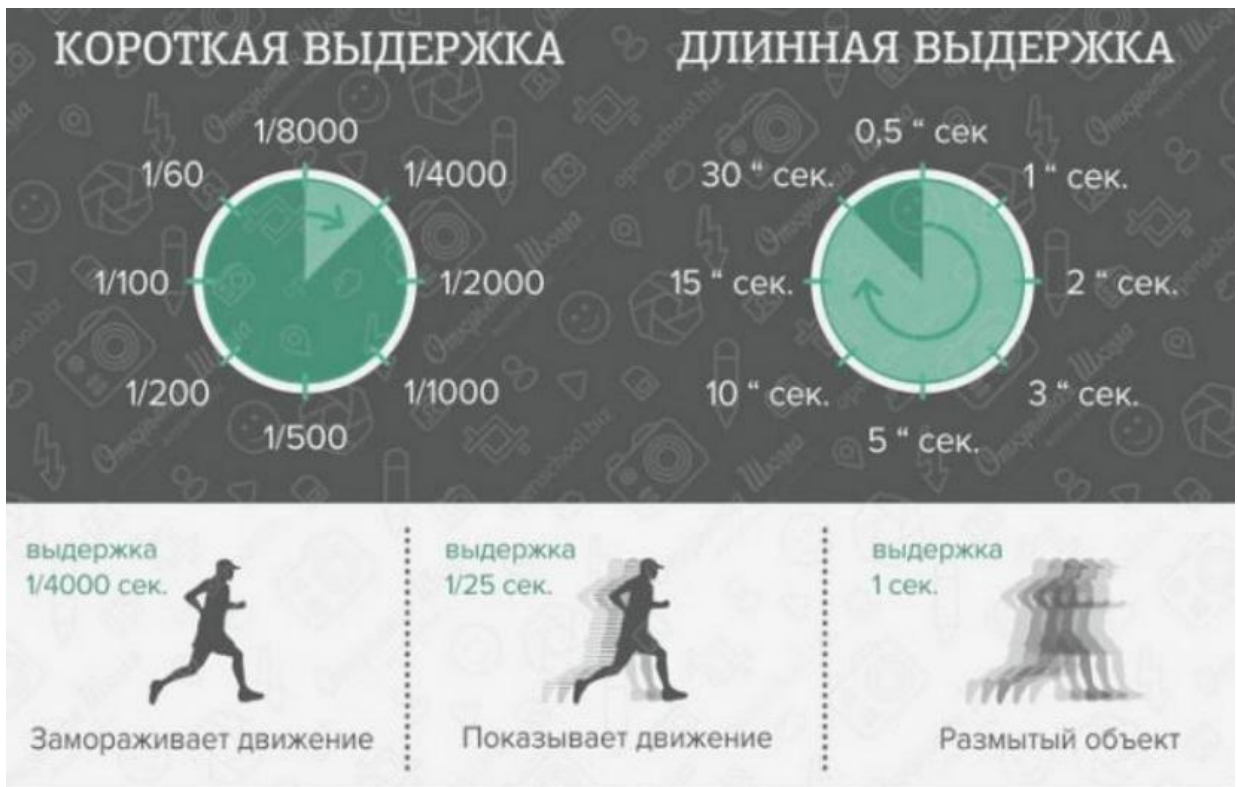 КОРОТКАЯ ВЫДЕРЖКА
1/8000
1/60
1/4000
1/100
1/2000
1/200
1/1000
1/500
ДЛИННАЯ ВЫДЕРЖКА
0,5 “ сек
30 “ сек.
1 “ сек.
15 “ сек.
2 “ сек.
10 “ сек.
3 “ сек.
5 “ сек.
выдержка
1/4000 сек.
Замораживает движение
выдержка
1/25 сек.
Показывает движение
выдержка
1 сек.
Размытый объект
openschool.biz